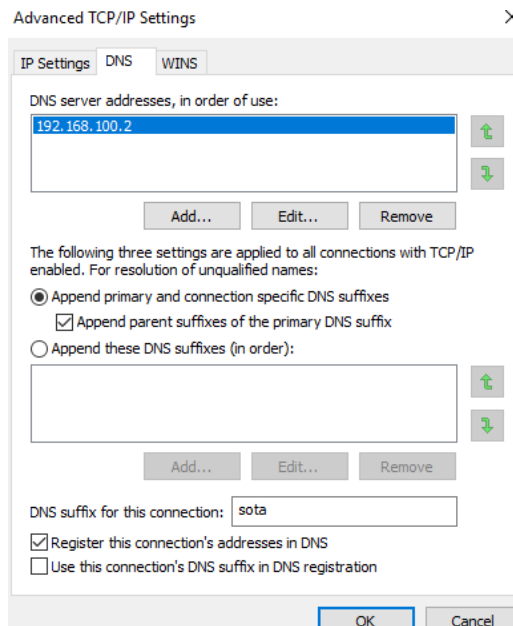 Advanced TCP/IP Settings
IP Settings DNS WINS
DNS server addresses, in order of use:
192.168.100.2
Add... Edit... Remove
The following three settings are applied to all connections with TCP/IP
enabled. For resolution of unqualified names:
Append primary and connection specific DNS suffixes
Append parent suffixes of the primary DNS suffix
Append these DNS suffixes (in order):
Add... Edit... Remove
DNS suffix for this connection: sota
Register this connection's addresses in DNS
Use this connection's DNS suffix in DNS registration
OK Cancel